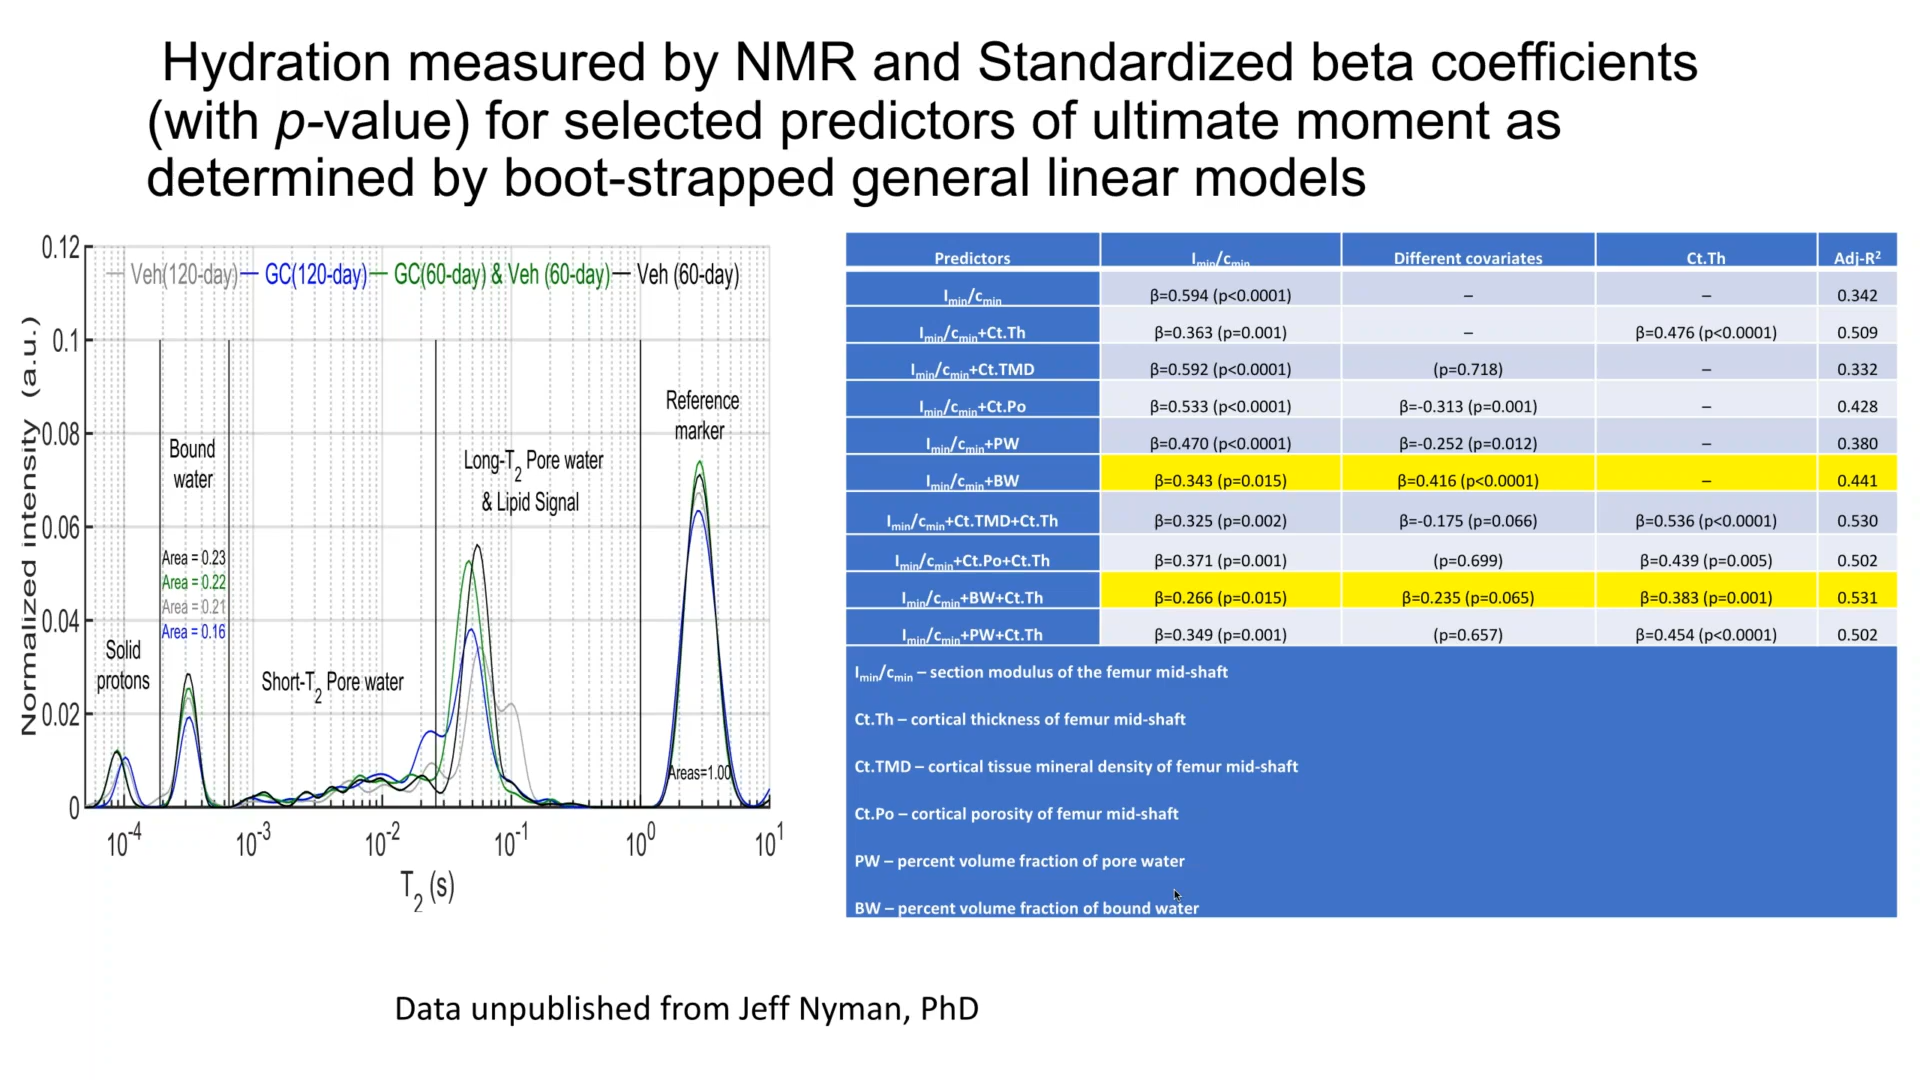 Hydration measured by NMR and Standardized beta coefficients
(with p-value) for selected predictors of ultimate moment as
determined by boot-strapped general linear models
Normalized intensity (a.u.)
0.12
0.1
0.08
0.06
0.04
0.02
0
Veh(120-day) GC(120-day) GC(60-day) & Veh (60-day) Veh (60-day)
Reference
marker
Bound
water
Long-T2 Pore water
& Lipid Signal
Area = 0.23
Area = 0.22
Area = 0.21
Area = 0.16
Solid
protons
Short-T2 Pore water
Areas=1.00
10-4 10-3 10-2 10-1 100 101
T2 (s)
Predictors Imin/cmin Different covariates Ct.Th Adj-R2
Imin/cmin β=0.594 (p<0.0001) – – 0.342
Imin/cmin+Ct.Th β=0.363 (p=0.001) – β=0.476 (p<0.0001) 0.509
Imin/cmin+Ct.TMD β=0.592 (p<0.0001) (p=0.718) – 0.332
Imin/cmin+Ct.Po β=0.533 (p<0.0001) β=-0.313 (p=0.001) – 0.428
Imin/cmin+PW β=0.470 (p<0.0001) β=-0.252 (p=0.012) – 0.380
Imin/cmin+BW β=0.343 (p=0.015) β=0.416 (p<0.0001) – 0.441
Imin/cmin+Ct.TMD+Ct.Th β=0.325 (p=0.002) β=-0.175 (p=0.066) β=0.536 (p<0.0001) 0.530
Imin/cmin+Ct.Po+Ct.Th β=0.371 (p=0.001) (p=0.699) β=0.439 (p=0.005) 0.502
Imin/cmin+BW+Ct.Th β=0.266 (p=0.015) β=0.235 (p=0.065) β=0.383 (p=0.001) 0.531
Imin/cmin+PW+Ct.Th β=0.349 (p=0.001) (p=0.657) β=0.454 (p<0.0001) 0.502
Imin/cmin – section modulus of the femur mid-shaft
Ct.Th – cortical thickness of femur mid-shaft
Ct.TMD – cortical tissue mineral density of femur mid-shaft
Ct.Po – cortical porosity of femur mid-shaft
PW – percent volume fraction of pore water
BW – percent volume fraction of bound water
Data unpublished from Jeff Nyman, PhD